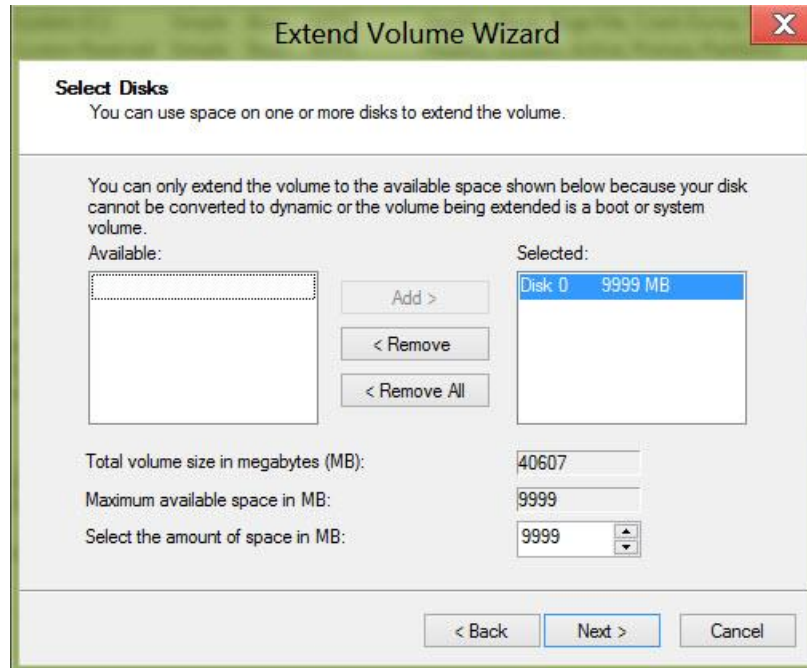 Extend Volume Wizard
X
Select Disks
You can use space on one or more disks to extend the volume.
You can only extend the volume to the available space shown below because your disk
cannot be converted to dynamic or the volume being extended is a boot or system
volume.
Available:
Selected:
Disk 0 9999 MB
Add >
< Remove
< Remove All
Total volume size in megabytes (MB): 40607
Maximum available space in MB: 9999
Select the amount of space in MB: 9999
< Back Next > Cancel